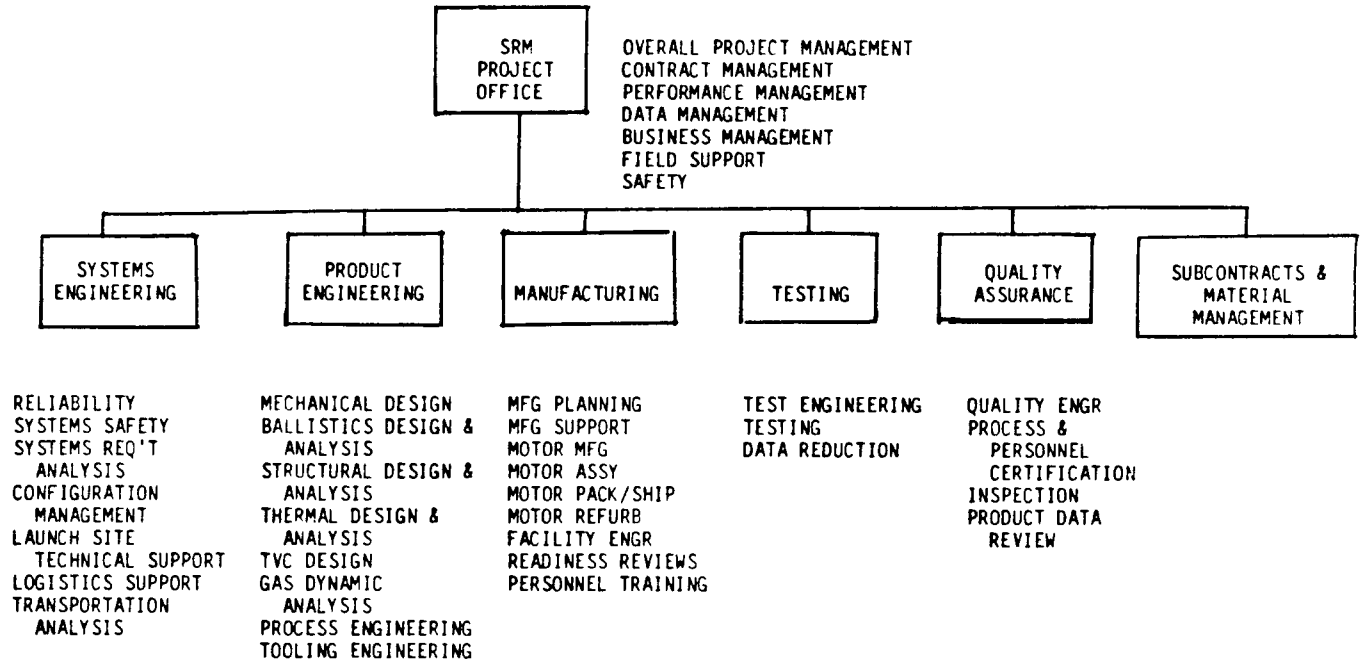 SRM
PROJECT
OFFICE
OVERALL PROJECT MANAGEMENT
CONTRACT MANAGEMENT
PERFORMANCE MANAGEMENT
DATA MANAGEMENT
BUSINESS MANAGEMENT
FIELD SUPPORT
SAFETY
SYSTEMS
ENGINEERING
PRODUCT
ENGINEERING
MANUFACTURING
TESTING
QUALITY
ASSURANCE
SUBCONTRACTS &
MATERIAL
MANAGEMENT
RELIABILITY
SYSTEMS SAFETY
SYSTEMS REQ'T
ANALYSIS
CONFIGURATION
MANAGEMENT
LAUNCH SITE
TECHNICAL SUPPORT
LOGISTICS SUPPORT
TRANSPORTATION
ANALYSIS
MECHANICAL DESIGN
BALLISTICS DESIGN &
ANALYSIS
STRUCTURAL DESIGN &
ANALYSIS
THERMAL DESIGN &
ANALYSIS
TVC DESIGN
GAS DYNAMIC
ANALYSIS
PROCESS ENGINEERING
TOOLING ENGINEERING
MFG PLANNING
MFG SUPPORT
MOTOR MFG
MOTOR ASSY
MOTOR PACK/SHIP
MOTOR REFURB
FACILITY ENGR
READINESS REVIEWS
PERSONNEL TRAINING
TEST ENGINEERING
TESTING
DATA REDUCTION
QUALITY ENGR
PROCESS &
PERSONNEL
CERTIFICATION
INSPECTION
PRODUCT DATA
REVIEW